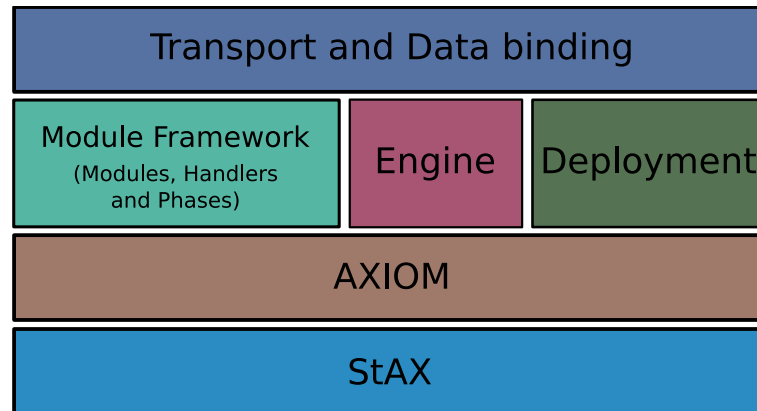 Transport and Data binding
Module Framework
(Modules, Handlers
and Phases)
Engine
Deployment
AXIOM
StAX